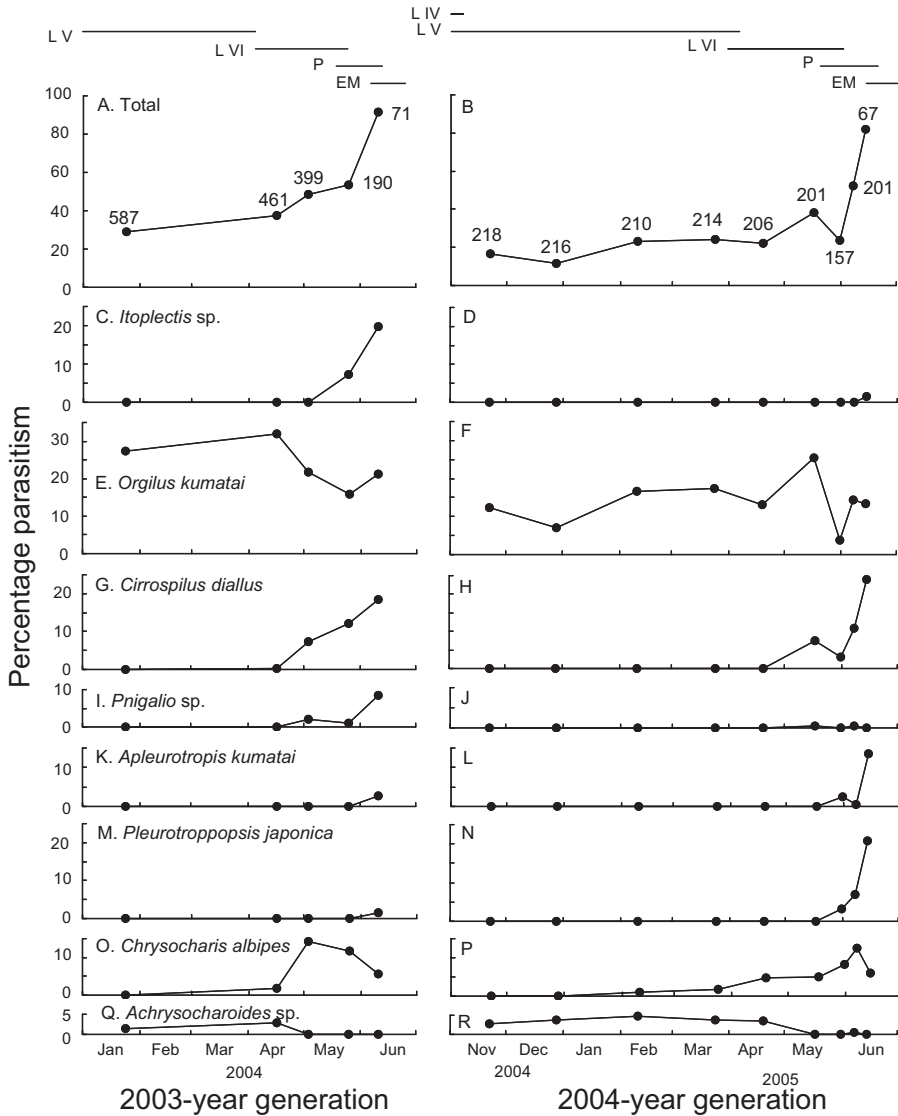 L IV
L V
L V
L VI
L VI
P
P
EM
EM
100
80
60
40
20
0
A. Total
587
461
399
190
71
B
218
216
210
214
206
201
157
201
67
20
10
0
C. Itoplectis sp.
D
30
20
10
0
E. Orgilus kumatai
F
20
10
0
G. Cirrospilus diallus
H
10
0
I. Pnigalio sp.
J
10
0
K. Apleurotropis kumatai
L
20
10
0
M. Pleurotroppopsis japonica
N
10
0
O. Chrysocharis albipes
P
5
0
Q. Achrysocharoides sp.
R
Percentage parasitism
Jan Feb Mar Apr May Jun
2004
Nov Dec Jan Feb Mar Apr May Jun
2004 2005
2003-year generation
2004-year generation